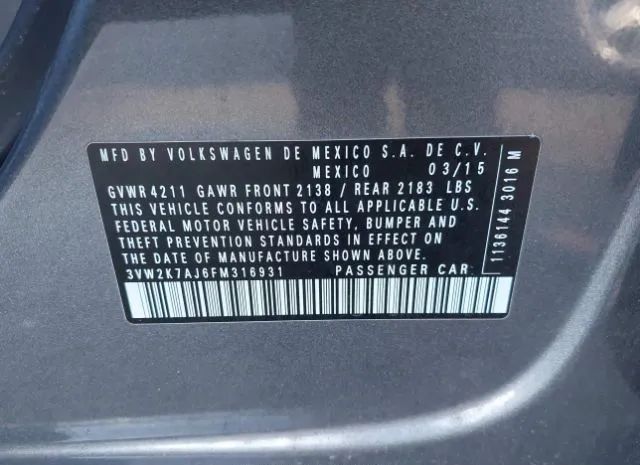 MFD BY VOLKSWAGEN DE MEXICO S.A. DE C.V.
MEXICO 03/15
GVWR 4211 GAWR FRONT 2138 / REAR 2183 LBS
THIS VEHICLE CONFORMS TO ALL APPLICABLE U.S.
FEDERAL MOTOR VEHICLE SAFETY, BUMPER AND
THEFT PREVENTION STANDARDS IN EFFECT ON
THE DATE OF MANUFACTURE SHOWN ABOVE.
3VW2K7AJ6FM316931 PASSENGER CAR
1136144 3016 M